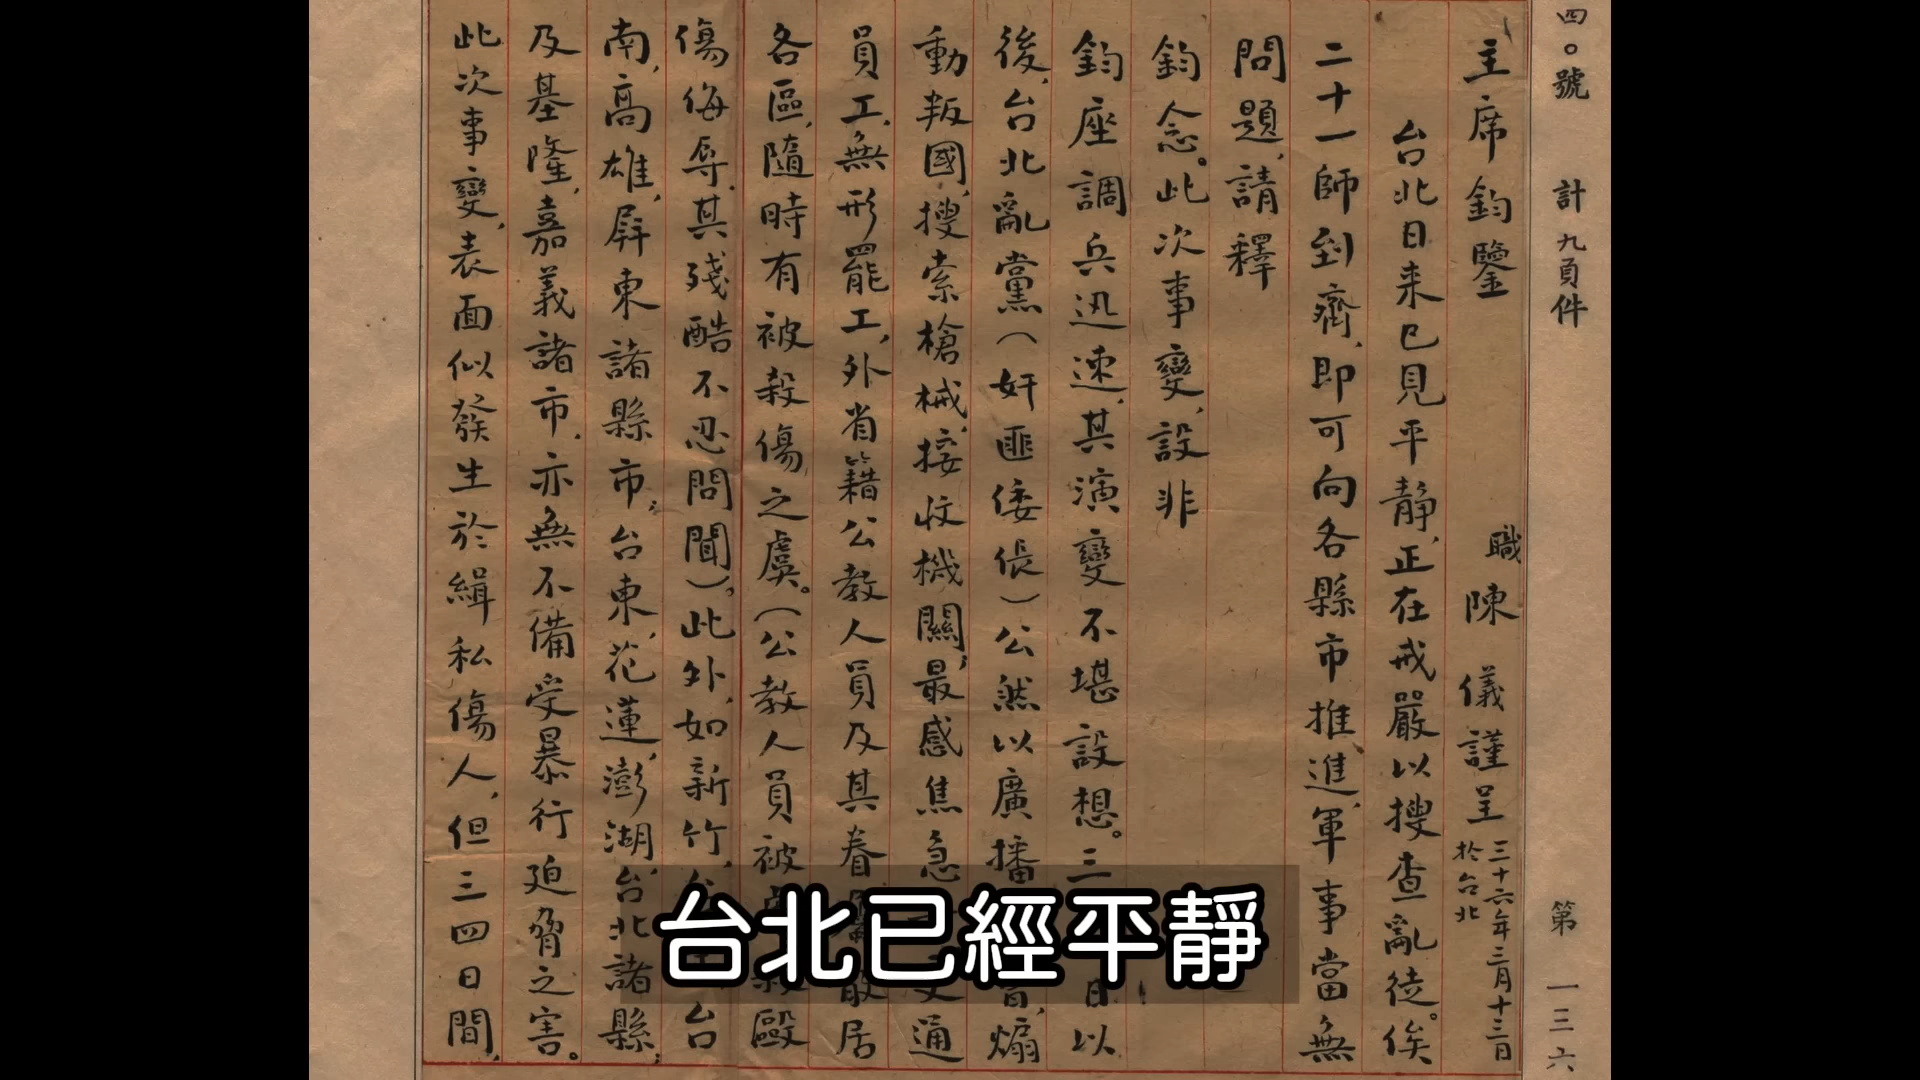 四〇號 計九頁件 第一三六
主席鈞鑒 職陳儀謹呈 三十六年三月十三日
於台北
台北日来已見平靜,正在戒嚴以搜查亂徒。俟
二十一師到齊,即可向各縣市推進,軍事當無
問題,請釋
鈞念。此次事變,設非
鈞座調兵迅速,其演變不堪設想。三 日以
後,台北亂黨(奸匪倭倀)公然以廣播 ,煽
動叛國,搜索槍械,接收機關,最感焦急 通
員工,無形罷工,外省籍公教人員及其眷 居
各區,隨時有被殺傷之虞。(公教人員被 毆
傷侮辱,其殘酷不忍問聞)。此外,如新竹, 台
南,高雄,屏東諸縣市;台東,花蓮,澎湖,台北諸縣;
及基隆,嘉義諸市,亦無不備受暴行迫脅之害。
此次事變,表面似發生於緝私傷人,但三四日間,
台北已經平靜